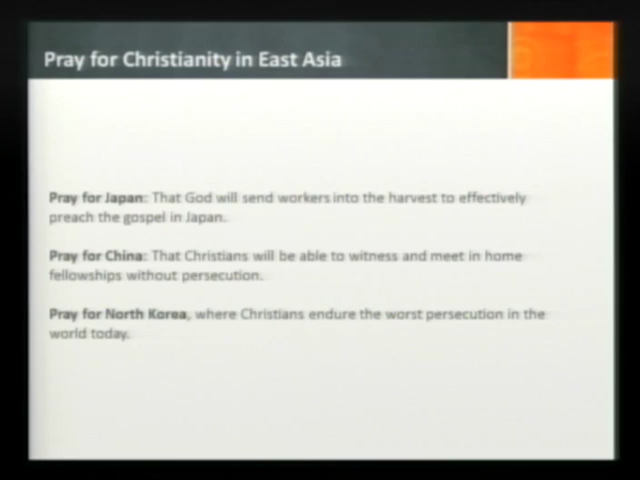 Pray for Christianity in East Asia
Pray for Japan: That God will send workers into the harvest to effectively
preach the gospel in Japan.
Pray for China: That Christians will be able to witness and meet in home
fellowships without persecution.
Pray for North Korea, where Christians endure the worst persecution in the
world today.